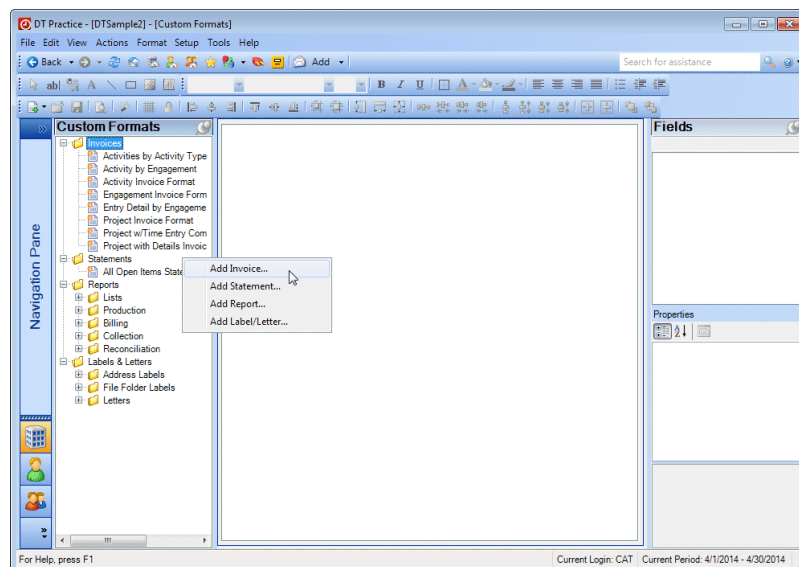 DT Practice - [DTSample2] - [Custom Formats]
File Edit View Actions Format Setup Tools Help
Back Add Search for assistance
ab| A B I U A
Custom Formats
Invoices
Activities by Activity Type
Activity by Engagement
Activity Invoice Format
Engagement Invoice Form
Entry Detail by Engageme
Project Invoice Format
Project w/Time Entry Com
Project with Details Invoic
Statements
All Open Items State
Reports
Lists
Production
Billing
Collection
Reconciliation
Labels & Letters
Address Labels
File Folder Labels
Letters
Add Invoice...
Add Statement...
Add Report...
Add Label/Letter...
Navigation Pane
Fields
Properties
For Help, press F1
Current Login: CAT Current Period: 4/1/2014 - 4/30/2014